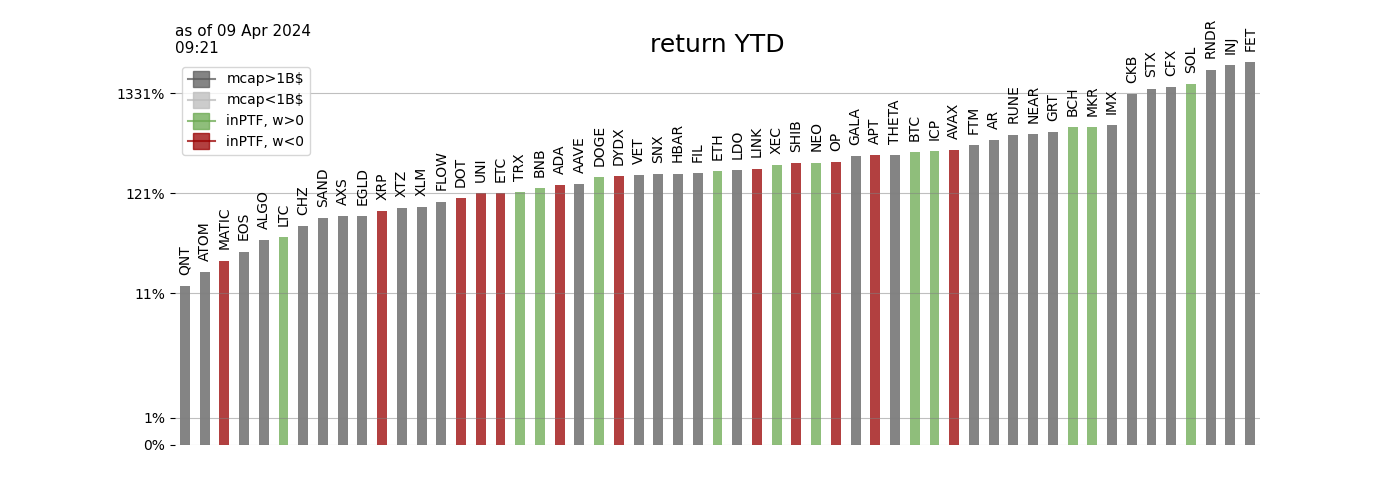 as of 09 Apr 2024
09:21
return YTD
mcap>1B$
mcap<1B$
inPTF, w>0
inPTF, w<0
1331%
121%
11%
1%
0%
QNT
ATOM
MATIC
EOS
ALGO
LTC
CHZ
SAND
AXS
EGLD
XRP
XTZ
XLM
FLOW
DOT
UNI
ETC
TRX
BNB
ADA
AAVE
DOGE
DYDX
VET
SNX
HBAR
FIL
ETH
LDO
LINK
XEC
SHIB
NEO
OP
GALA
APT
THETA
BTC
ICP
AVAX
FTM
AR
RUNE
NEAR
GRT
BCH
MKR
IMX
CKB
STX
CFX
SOL
RNDR
INJ
FET